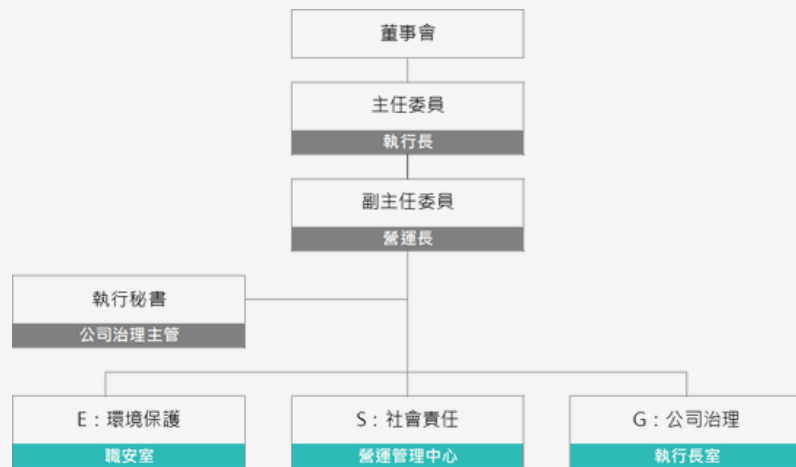 董事會
主任委員
執行長
副主任委員
營運長
執行秘書
公司治理主管
E：環境保護
職安室
S：社會責任
營運管理中心
G：公司治理
執行長室